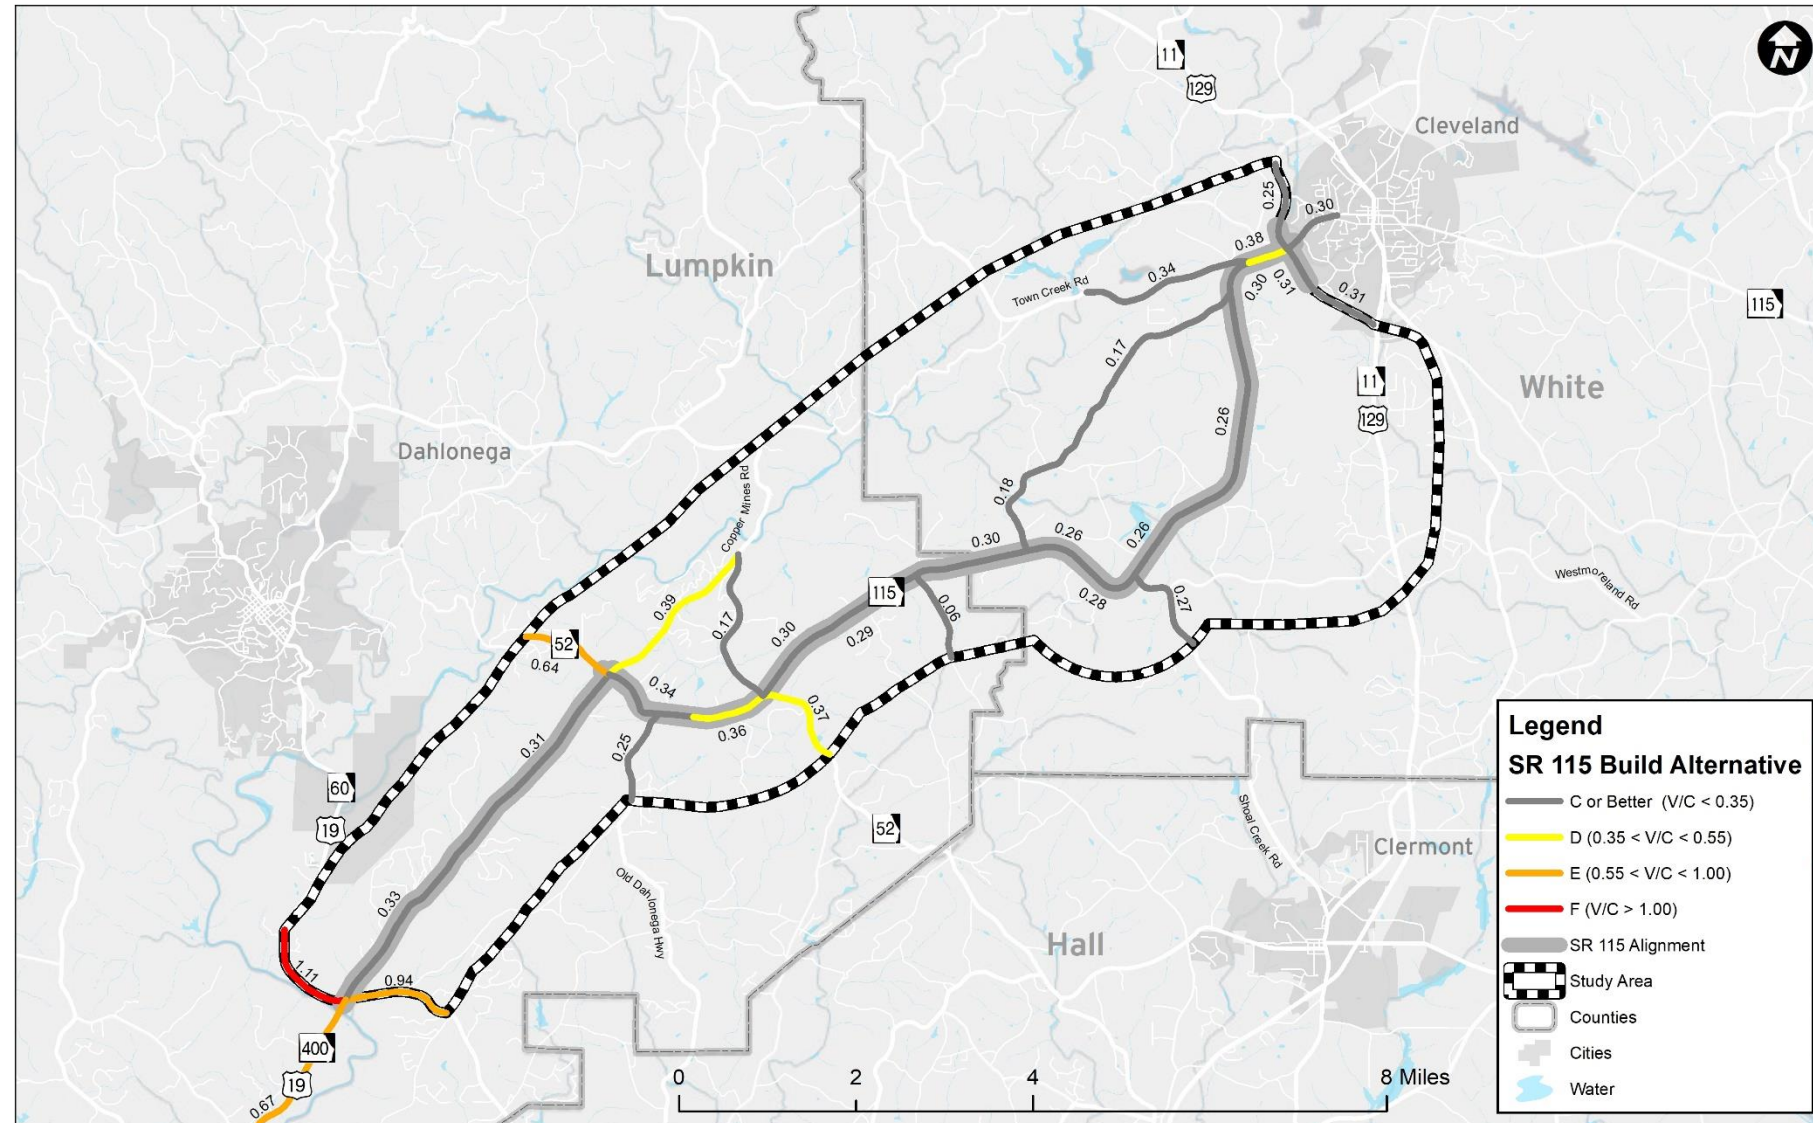 11
129
N
Cleveland
0.25
0.30
0.38
Lumpkin
0.34
Town Creek Rd
0.30
0.31
0.31
115
0.17
11
White
129
0.26
Dahlonega
Copper Mines Rd
0.18
0.30
0.26
0.26
Westmoreland Rd
115
0.28
0.27
0.39
0.17
0.30
0.29
0.06
52
0.64
0.34
0.37
0.36
0.31
0.25
60
19
52
Shoal Creek Rd
Clermont
Old Dahlonega Hwy
0.33
Hall
1.11
0.94
400
19
0.67
0 2 4 8 Miles
Legend
SR 115 Build Alternative
C or Better (V/C < 0.35)
D (0.35 < V/C < 0.55)
E (0.55 < V/C < 1.00)
F (V/C > 1.00)
SR 115 Alignment
Study Area
Counties
Cities
Water